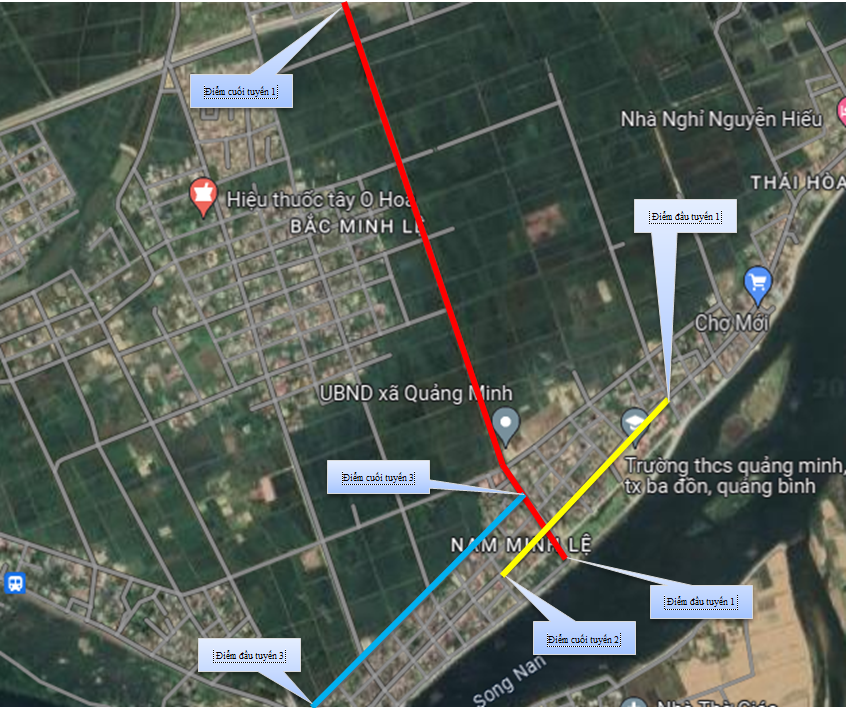 Điểm cuối tuyến 1
Nhà Nghỉ Nguyễn Hiếu
THÁI HÒA
Hiệu thuốc tây O Hoa
BẮC MINH LỆ
Điểm đầu tuyến 1
Chợ Mới
UBND xã Quảng Minh
Trường thcs quảng minh,
tx ba đồn, quảng bình
Điểm cuối tuyến 3
NAM MINH LỆ
Điểm đầu tuyến 1
Điểm cuối tuyến 2
Điểm đầu tuyến 3
Song Nan